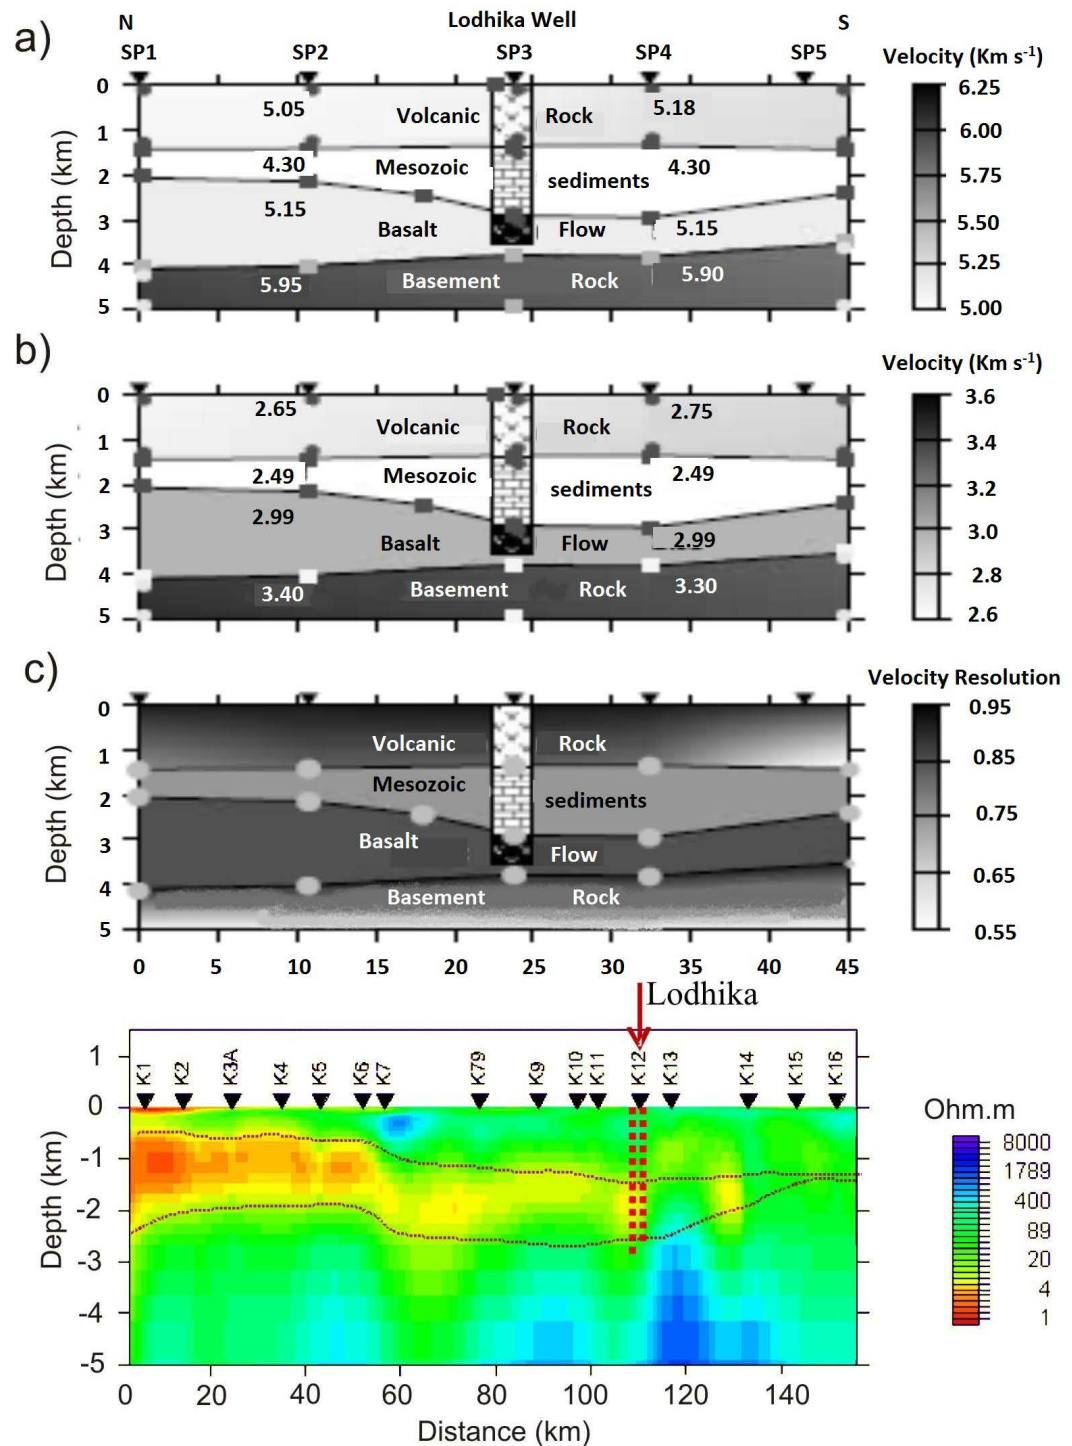 N Lodhika Well S
a) SP1 SP2 SP3 SP4 SP5 Velocity (Km s-1)
0 5.05 Volcanic Rock 5.18 6.25
1 6.00
4.30 Mesozoic sediments 4.30
2 5.75
5.15 5.15
3 Basalt Flow 5.50
4 5.25
5.95 Basement Rock 5.90
5 5.00
Depth (km)
b) Velocity (Km s-1)
0 2.65 Volcanic Rock 2.75 3.6
1 3.4
2.49 Mesozoic sediments 2.49
2 3.2
2.99
3 Basalt Flow 2.99 3.0
4 2.8
3.40 Basement Rock 3.30
5 2.6
Depth (km)
c) Velocity Resolution
0 0.95
1 Volcanic Rock 0.85
2 Mesozoic sediments 0.75
3 Basalt Flow
4 Basement Rock 0.65
5 0.55
Depth (km)
0 5 10 15 20 25 30 35 40 45
Lodhika
K1 K2 K3A K4 K5 K6 K7 K79 K9 K10 K11 K12 K13 K14 K15 K16
1
0 Ohm.m
-1 8000
-2 1789
-3 400
-4 89
-5 20
4
1
Depth (km)
0 20 40 60 80 100 120 140
Distance (km)